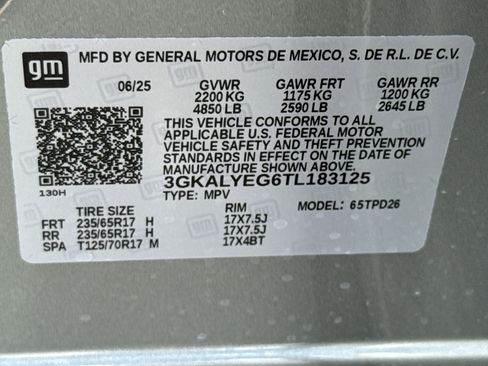 gm
MFD BY GENERAL MOTORS DE MEXICO, S. DE R.L. DE C.V.
06/25 GVWR GAWR FRT GAWR RR
2200 KG 1175 KG 1200 KG
4850 LB 2590 LB 2645 LB
THIS VEHICLE CONFORMS TO ALL
APPLICABLE U.S. FEDERAL MOTOR
VEHICLE SAFETY AND THEFT PREVENTION
STANDARDS IN EFFECT ON THE DATE OF
MANUFACTURE SHOWN ABOVE.
3GKALYEG6TL183125
130H
TYPE: MPV MODEL: 65TPD26
TIRE SIZE RIM
FRT 235/65R17 H 17X7.5J
RR 235/65R17 H 17X7.5J
SPA T125/70R17 M 17X4BT